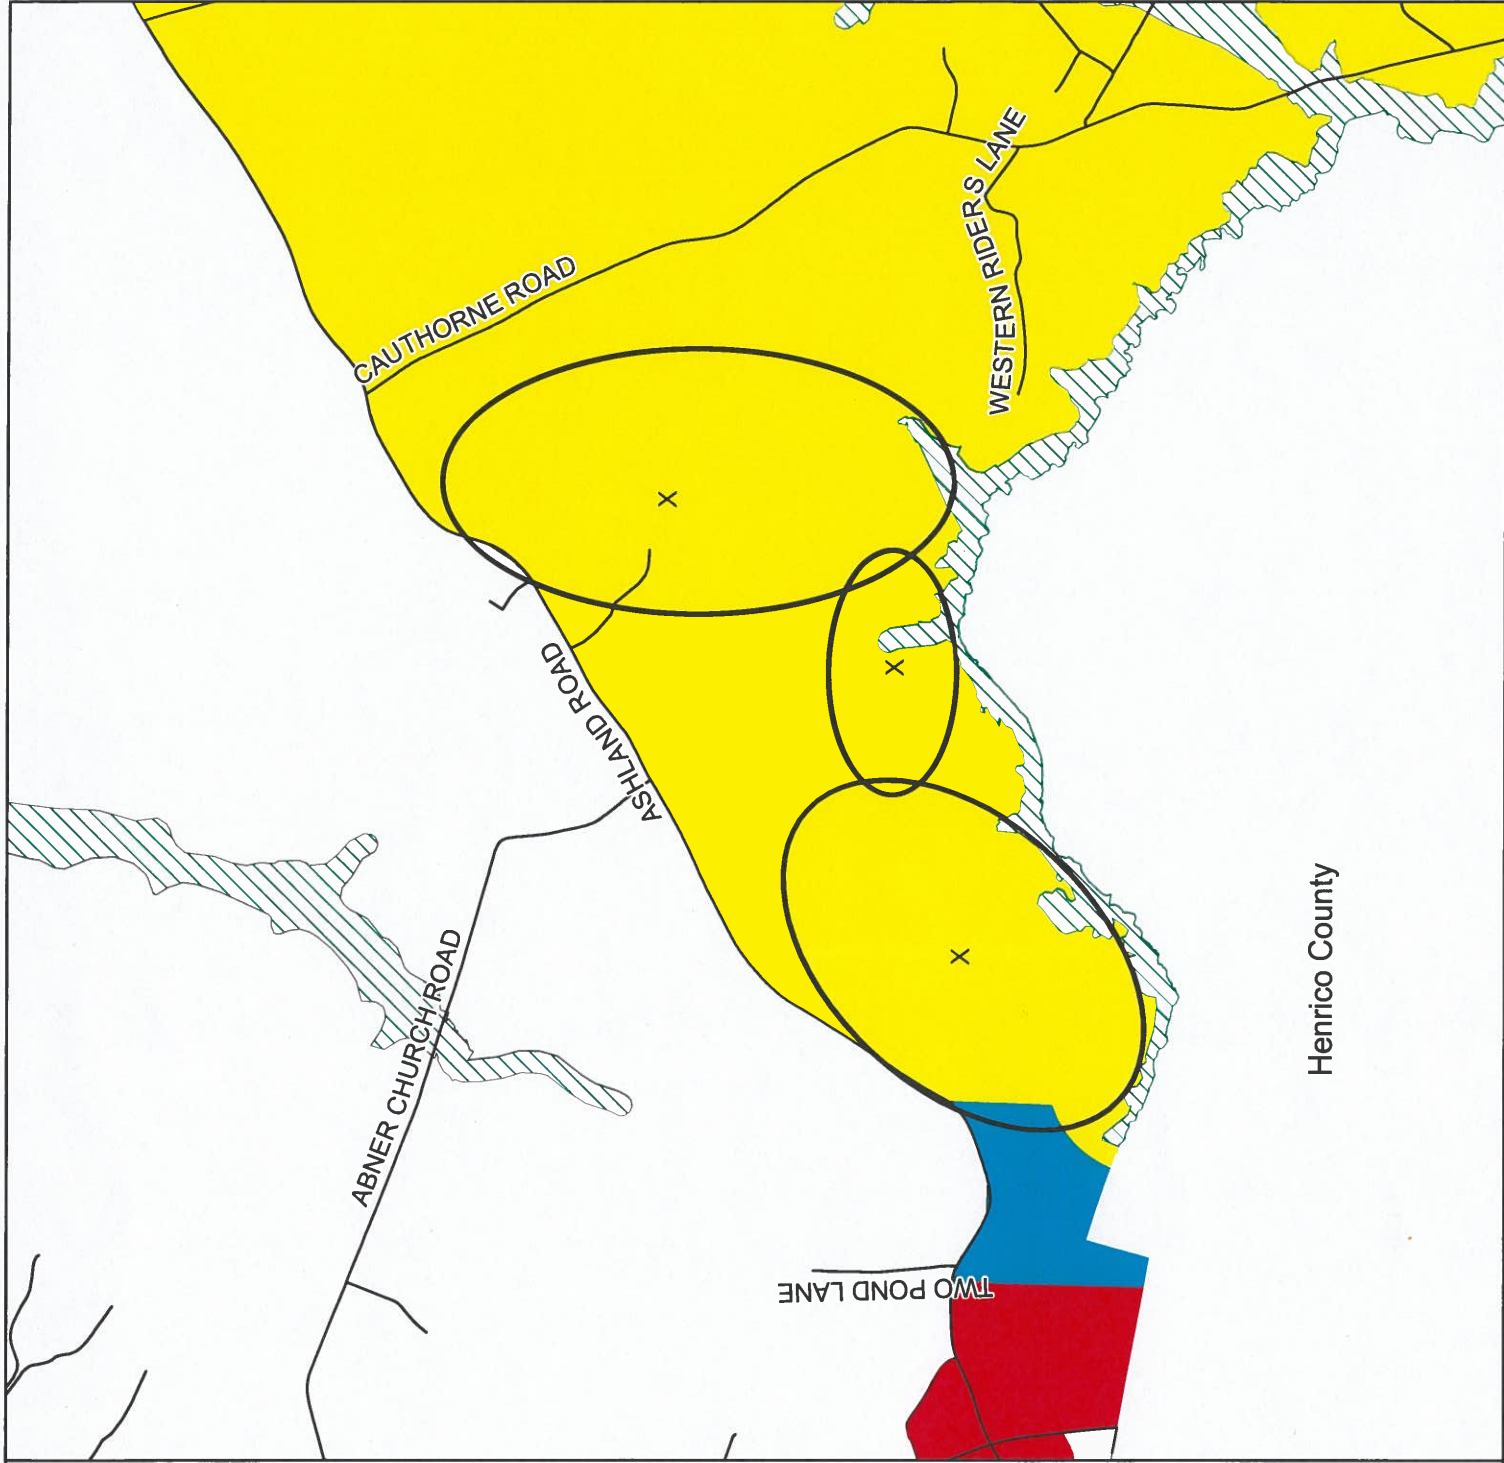 CAUTHORNE ROAD
WESTERN RIDERS LANE
X
ASHLAND ROAD
X
ABNER CHURCH ROAD
X
Henrico County
TWO POND LANE